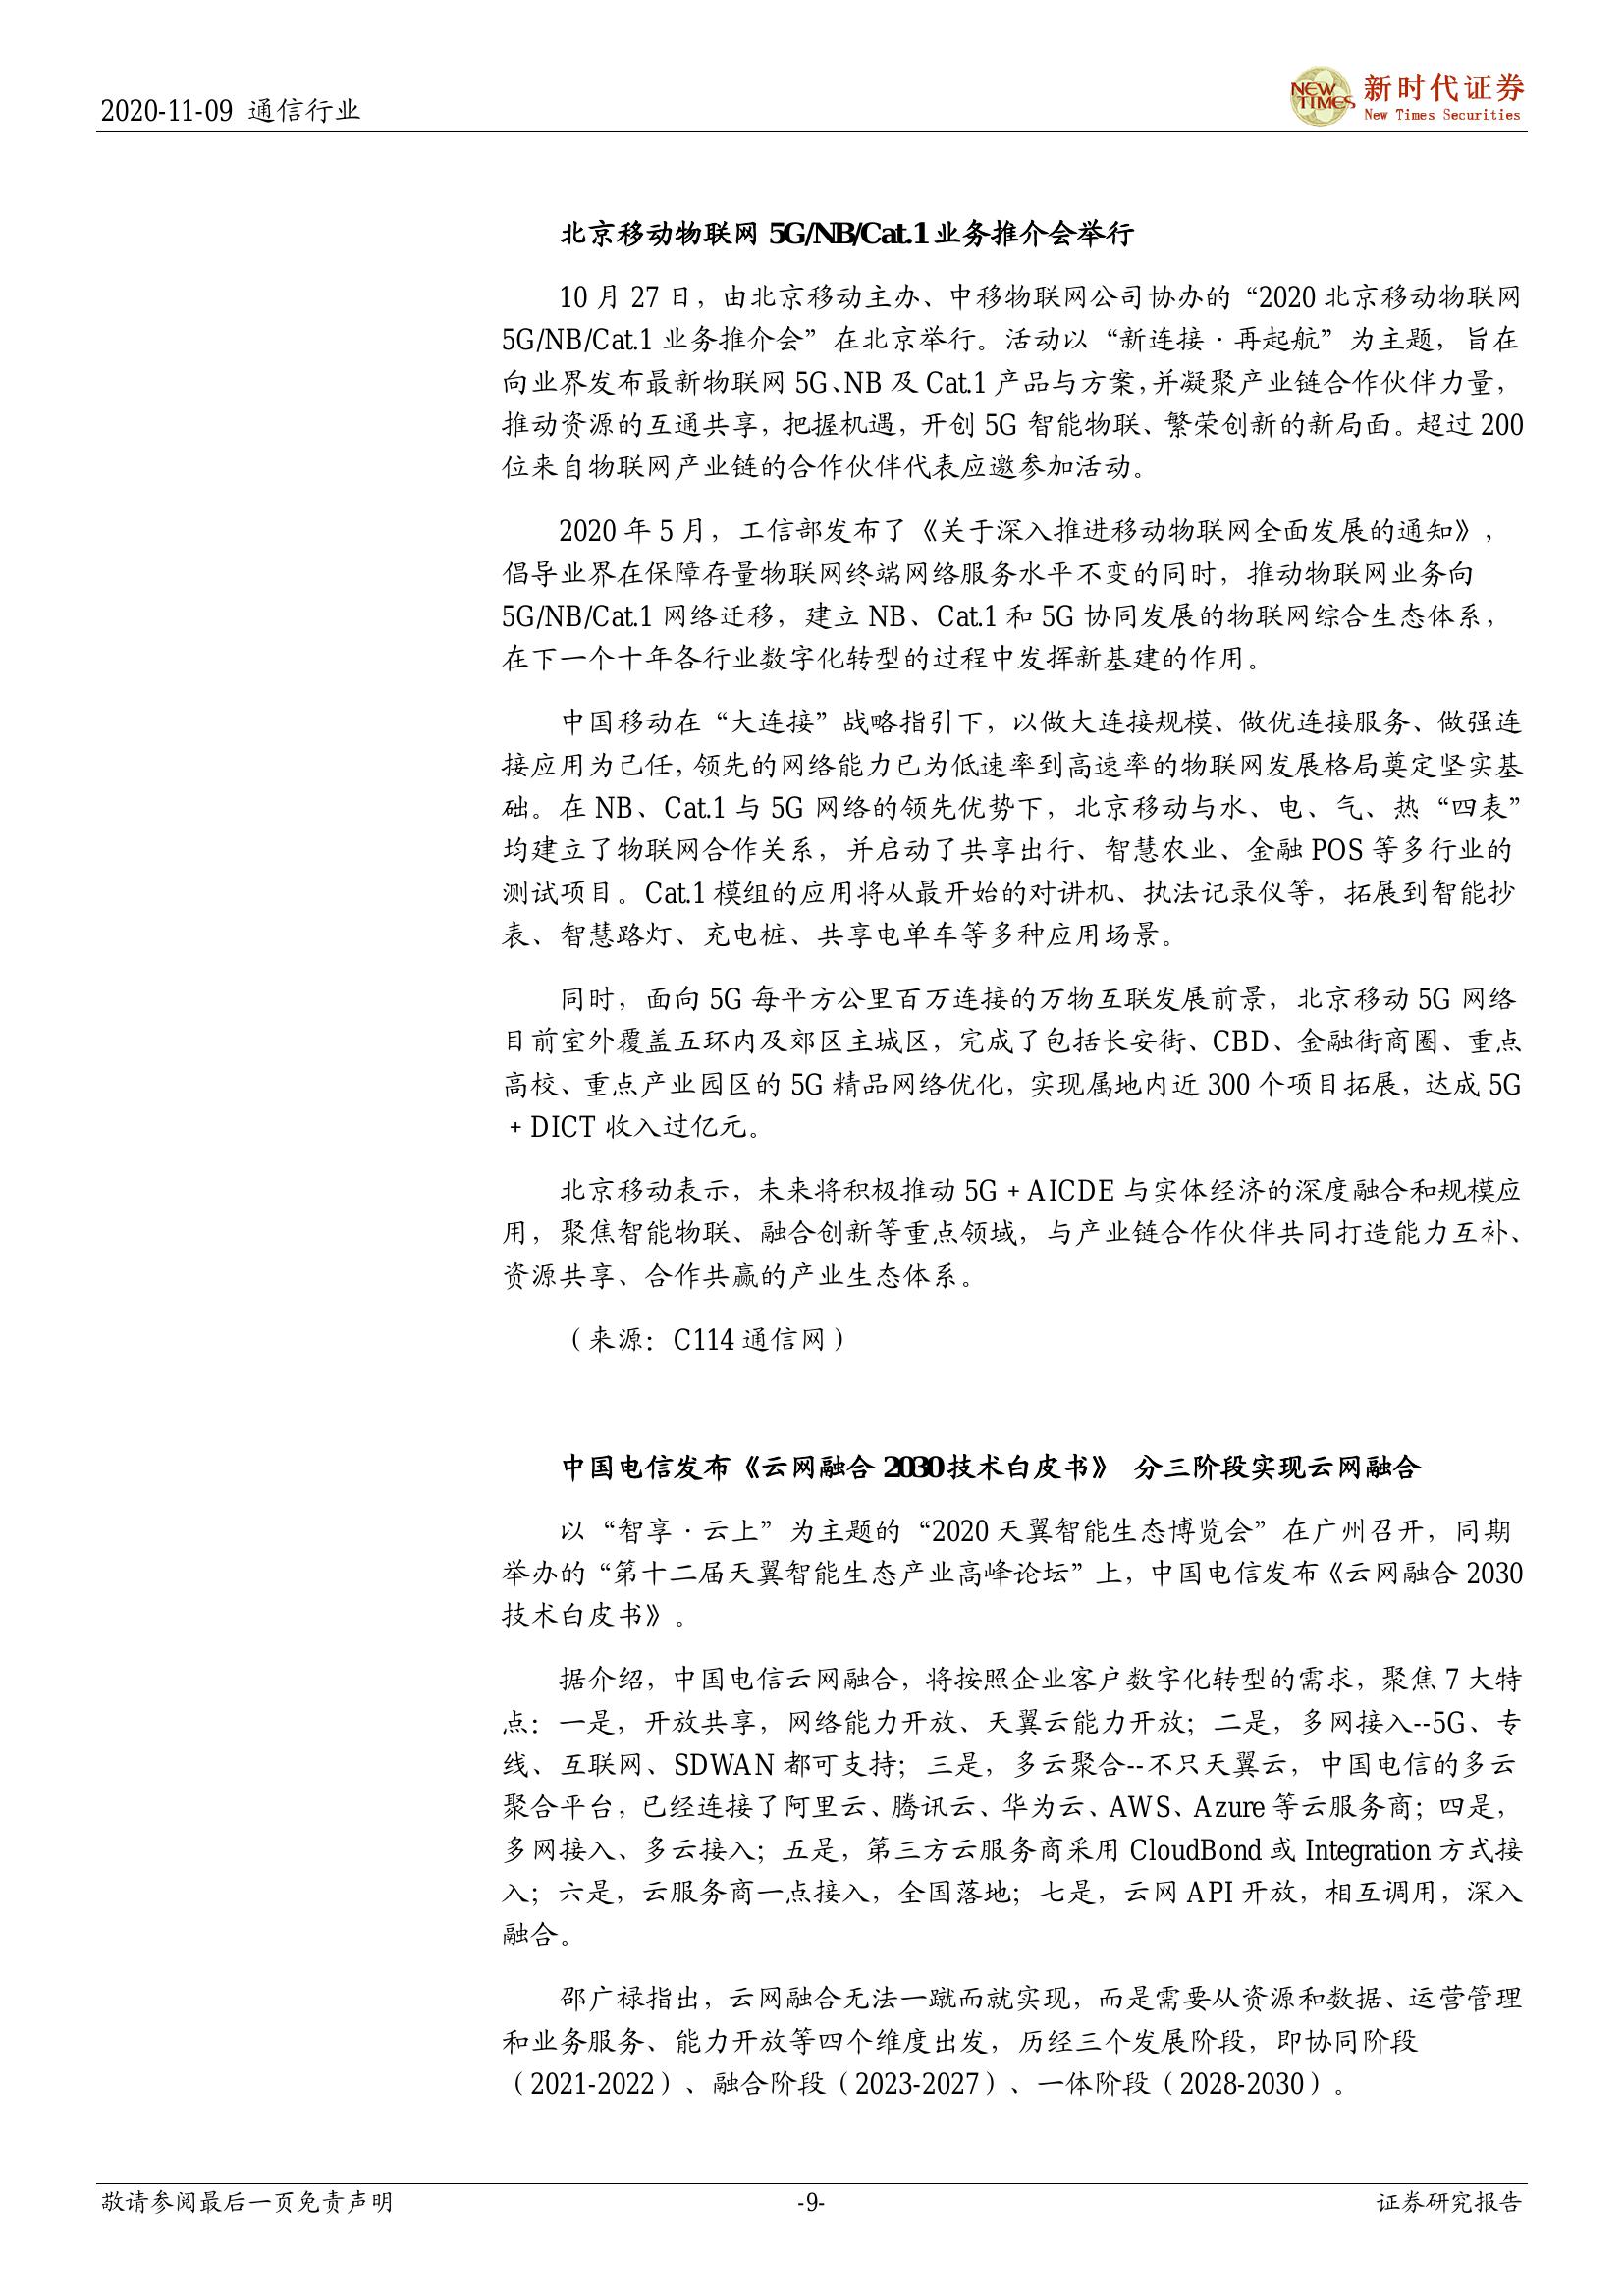 2020-11-09 通信行业
NEW TIMES
新时代证券
New Times Securities
北京移动物联网 5G/NB/Cat.1 业务推介会举行
10 月 27 日，由北京移动主办、中移物联网公司协办的“2020 北京移动物联网
5G/NB/Cat.1 业务推介会”在北京举行。活动以“新连接·再起航”为主题，旨在
向业界发布最新物联网 5G、NB 及 Cat.1 产品与方案，并凝聚产业链合作伙伴力量，
推动资源的互通共享，把握机遇，开创 5G 智能物联、繁荣创新的新局面。超过 200
位来自物联网产业链的合作伙伴代表应邀参加活动。
2020 年 5 月，工信部发布了《关于深入推进移动物联网全面发展的通知》，
倡导业界在保障存量物联网终端网络服务水平不变的同时，推动物联网业务向
5G/NB/Cat.1 网络迁移，建立 NB、Cat.1 和 5G 协同发展的物联网综合生态体系，
在下一个十年各行业数字化转型的过程中发挥新基建的作用。
中国移动在“大连接”战略指引下，以做大连接规模、做优连接服务、做强连
接应用为己任，领先的网络能力已为低速率到高速率的物联网发展格局奠定坚实基
础。在 NB、Cat.1 与 5G 网络的领先优势下，北京移动与水、电、气、热“四表”
均建立了物联网合作关系，并启动了共享出行、智慧农业、金融 POS 等多行业的
测试项目。Cat.1 模组的应用将从最开始的对讲机、执法记录仪等，拓展到智能抄
表、智慧路灯、充电桩、共享电单车等多种应用场景。
同时，面向 5G 每平方公里百万连接的万物互联发展前景，北京移动 5G 网络
目前室外覆盖五环内及郊区主城区，完成了包括长安街、CBD、金融街商圈、重点
高校、重点产业园区的 5G 精品网络优化，实现属地内近 300 个项目拓展，达成 5G
+ DICT 收入过亿元。
北京移动表示，未来将积极推动 5G + AICDE 与实体经济的深度融合和规模应
用，聚焦智能物联、融合创新等重点领域，与产业链合作伙伴共同打造能力互补、
资源共享、合作共赢的产业生态体系。
（来源：C114 通信网）
中国电信发布《云网融合 2030 技术白皮书》 分三阶段实现云网融合
以“智享·云上”为主题的“2020 天翼智能生态博览会”在广州召开，同期
举办的“第十二届天翼智能生态产业高峰论坛”上，中国电信发布《云网融合 2030
技术白皮书》。
据介绍，中国电信云网融合，将按照企业客户数字化转型的需求，聚焦 7 大特
点：一是，开放共享，网络能力开放、天翼云能力开放；二是，多网接入--5G、专
线、互联网、SDWAN 都可支持；三是，多云聚合--不只天翼云，中国电信的多云
聚合平台，已经连接了阿里云、腾讯云、华为云、AWS、Azure 等云服务商；四是，
多网接入、多云接入；五是，第三方云服务商采用 CloudBond 或 Integration 方式接
入；六是，云服务商一点接入，全国落地；七是，云网 API 开放，相互调用，深入
融合。
邵广禄指出，云网融合无法一蹴而就实现，而是需要从资源和数据、运营管理
和业务服务、能力开放等四个维度出发，历经三个发展阶段，即协同阶段
（2021-2022）、融合阶段（2023-2027）、一体阶段（2028-2030）。
敬请参阅最后一页免责声明
-9-
证券研究报告